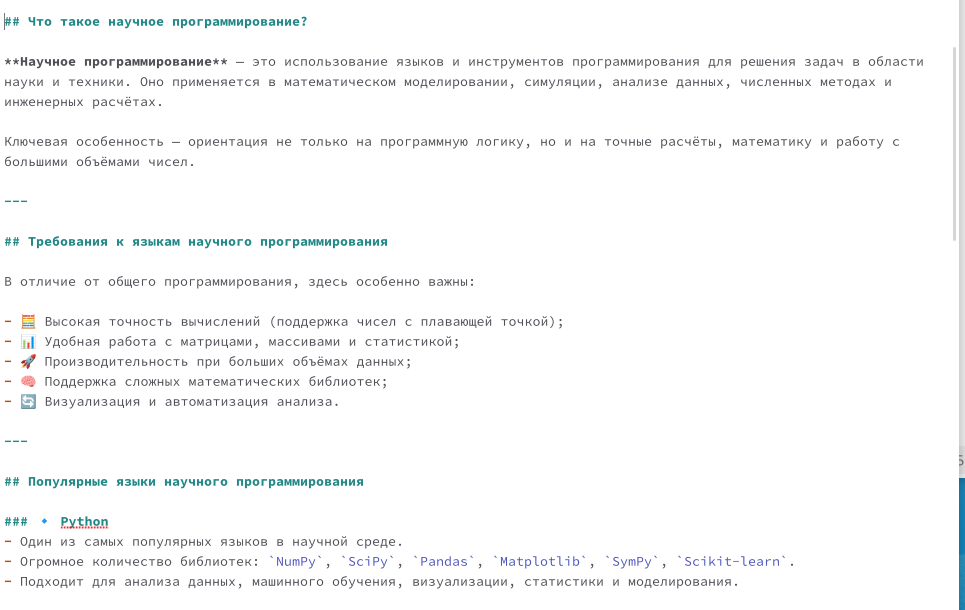 ## Что такое научное программирование?
**Научное программирование** — это использование языков и инструментов программирования для решения задач в области
науки и техники. Оно применяется в математическом моделировании, симуляции, анализе данных, численных методах и
инженерных расчётах.
Ключевая особенность — ориентация не только на программную логику, но и на точные расчёты, математику и работу с
большими объёмами чисел.
---
## Требования к языкам научного программирования
В отличие от общего программирования, здесь особенно важны:
- 🧮 Высокая точность вычислений (поддержка чисел с плавающей точкой);
- 📊 Удобная работа с матрицами, массивами и статистикой;
- 🚀 Производительность при больших объёмах данных;
- 🧠 Поддержка сложных математических библиотек;
- 🔄 Визуализация и автоматизация анализа.
---
## Популярные языки научного программирования
### 🔹 Python
- Один из самых популярных языков в научной среде.
- Огромное количество библиотек: `NumPy`, `SciPy`, `Pandas`, `Matplotlib`, `SymPy`, `Scikit-learn`.
- Подходит для анализа данных, машинного обучения, визуализации, статистики и моделирования.